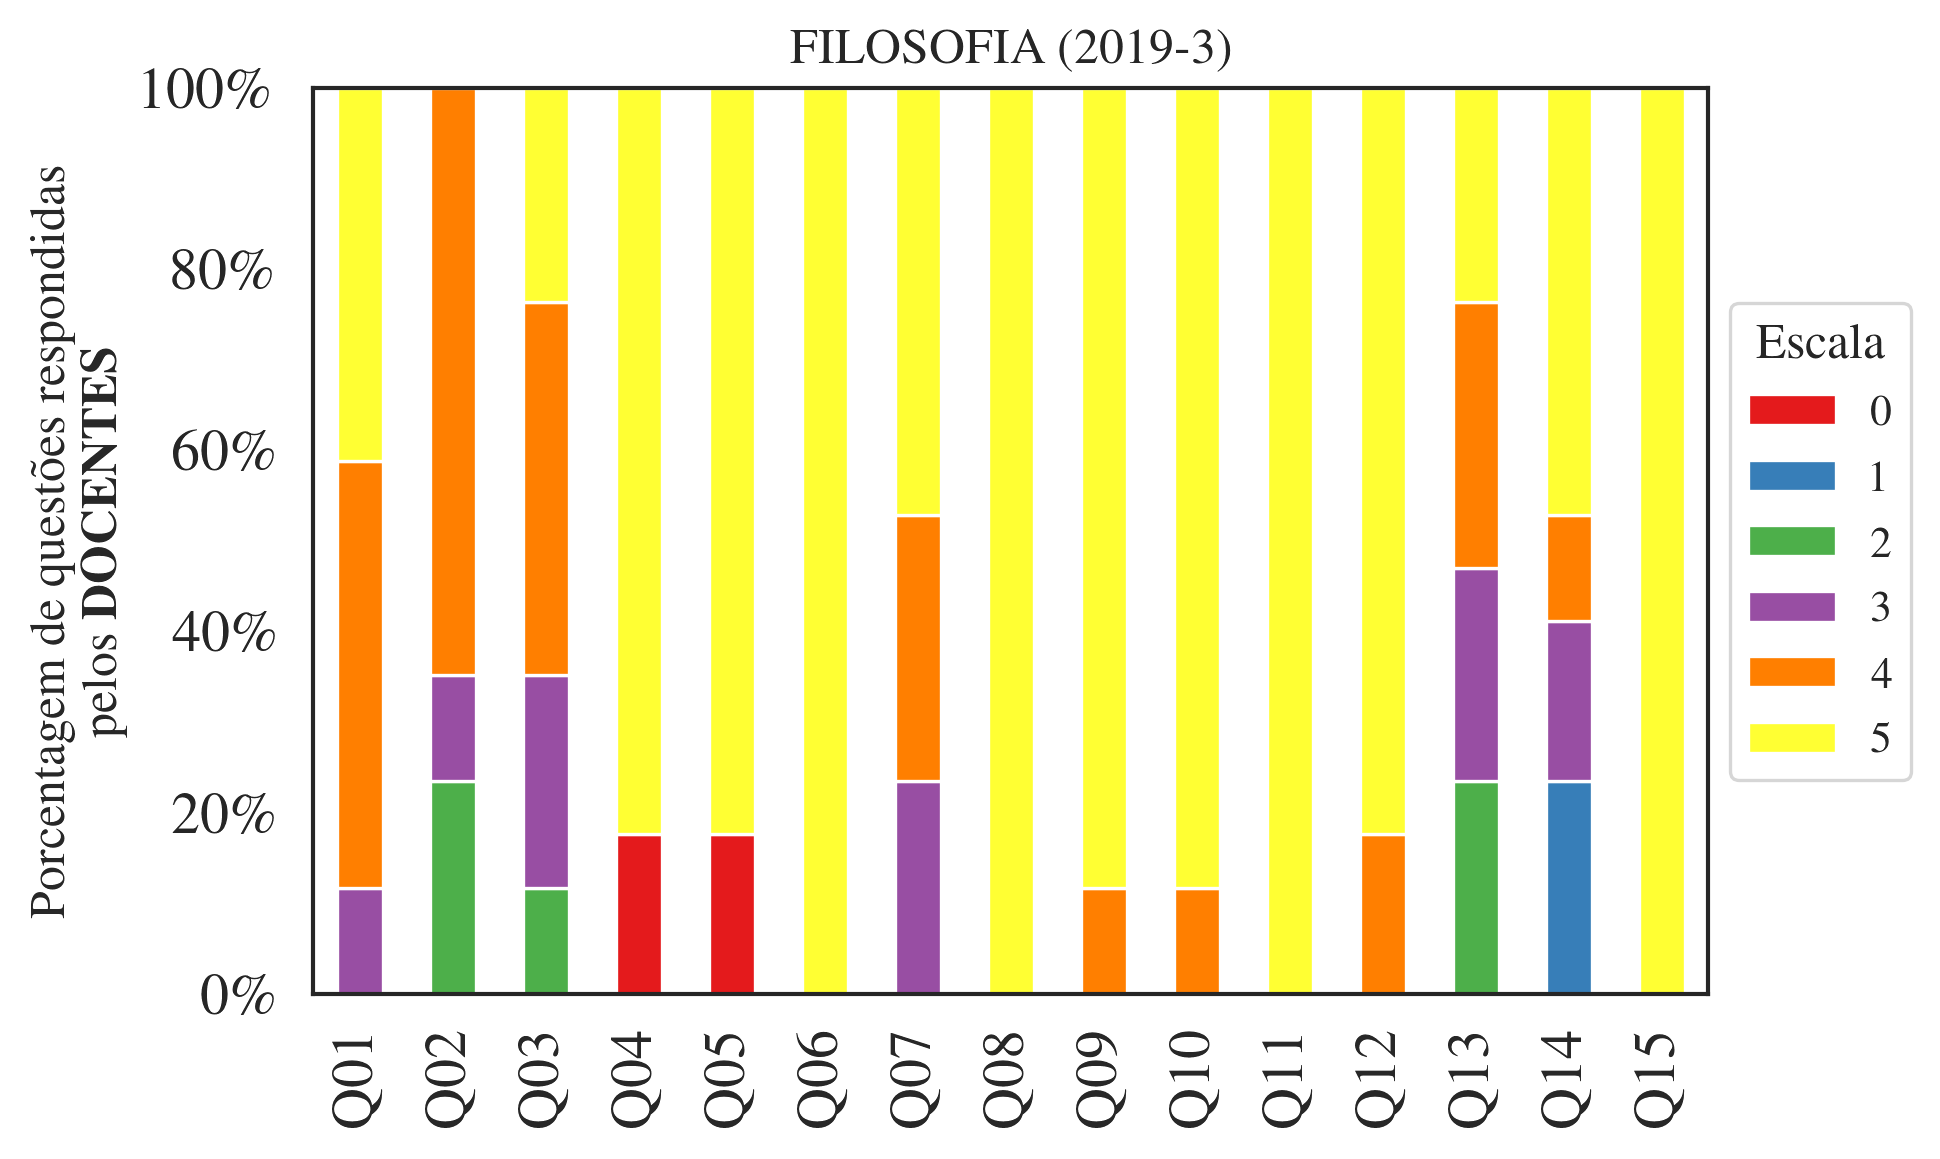 FILOSOFIA (2019-3)
Porcentagem de questões respondidas
pelos DOCENTES
100%
80%
60%
40%
20%
0%
Q01
Q02
Q03
Q04
Q05
Q06
Q07
Q08
Q09
Q10
Q11
Q12
Q13
Q14
Q15
Escala
0
1
2
3
4
5